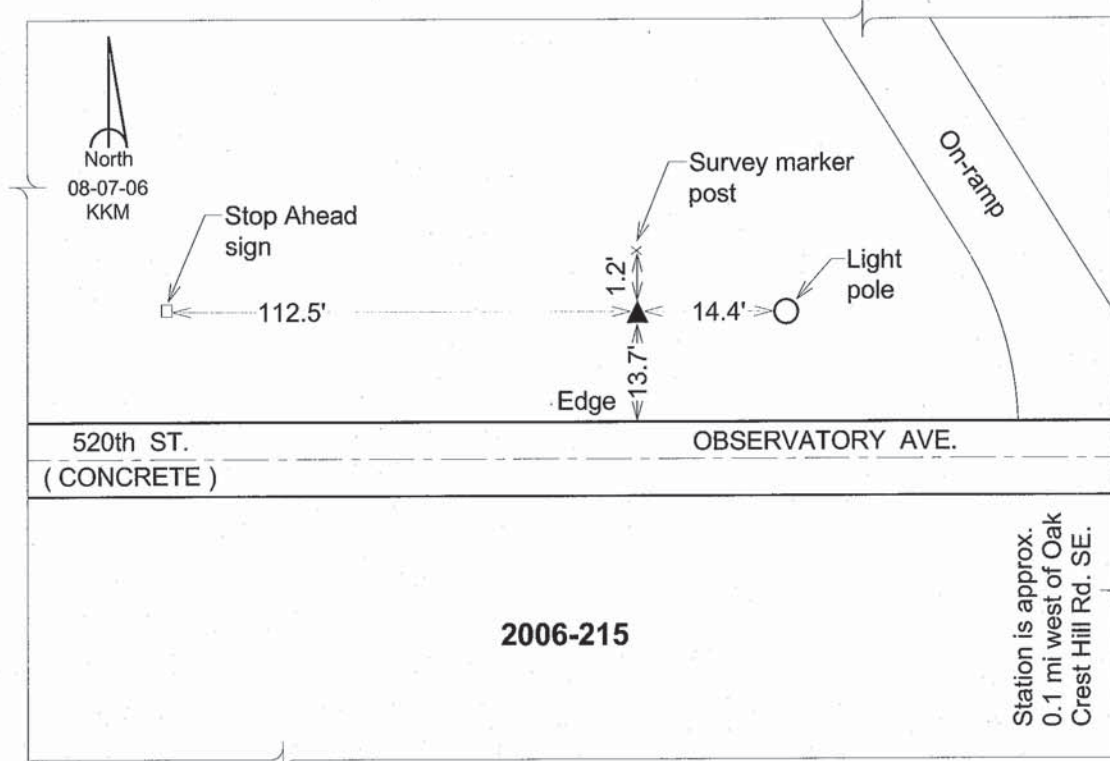 North
08-07-06
KKM
Stop Ahead
sign
Survey marker
post
On-ramp
Light
pole
1.2'
112.5'
14.4'
13.7'
Edge
520th ST.
OBSERVATORY AVE.
( CONCRETE )
2006-215
Station is approx.
0.1 mi west of Oak
Crest Hill Rd. SE.